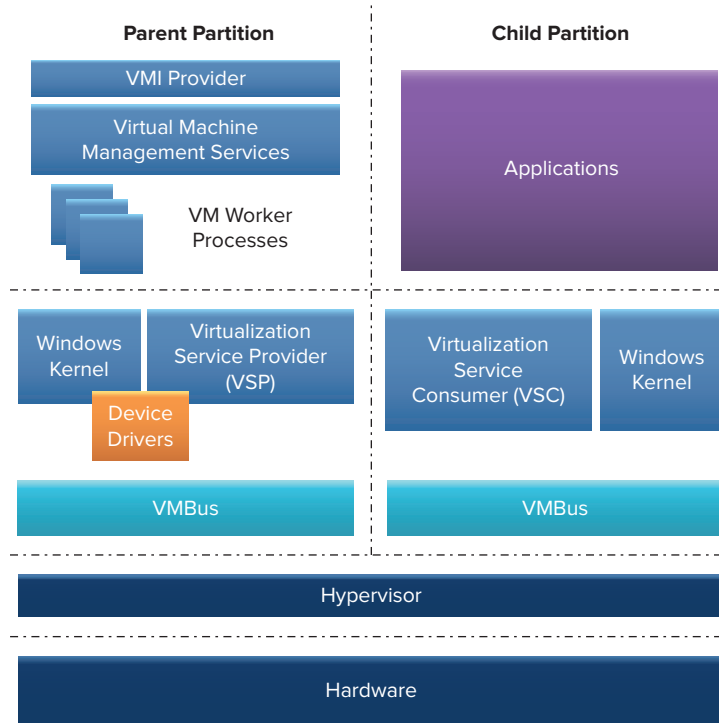 Parent Partition
Child Partition
VMI Provider
Virtual Machine
Management Services
Applications
VM Worker
Processes
Windows
Kernel
Virtualization
Service Provider
(VSP)
Device
Drivers
Virtualization
Service
Consumer (VSC)
Windows
Kernel
VMBus
VMBus
Hypervisor
Hardware